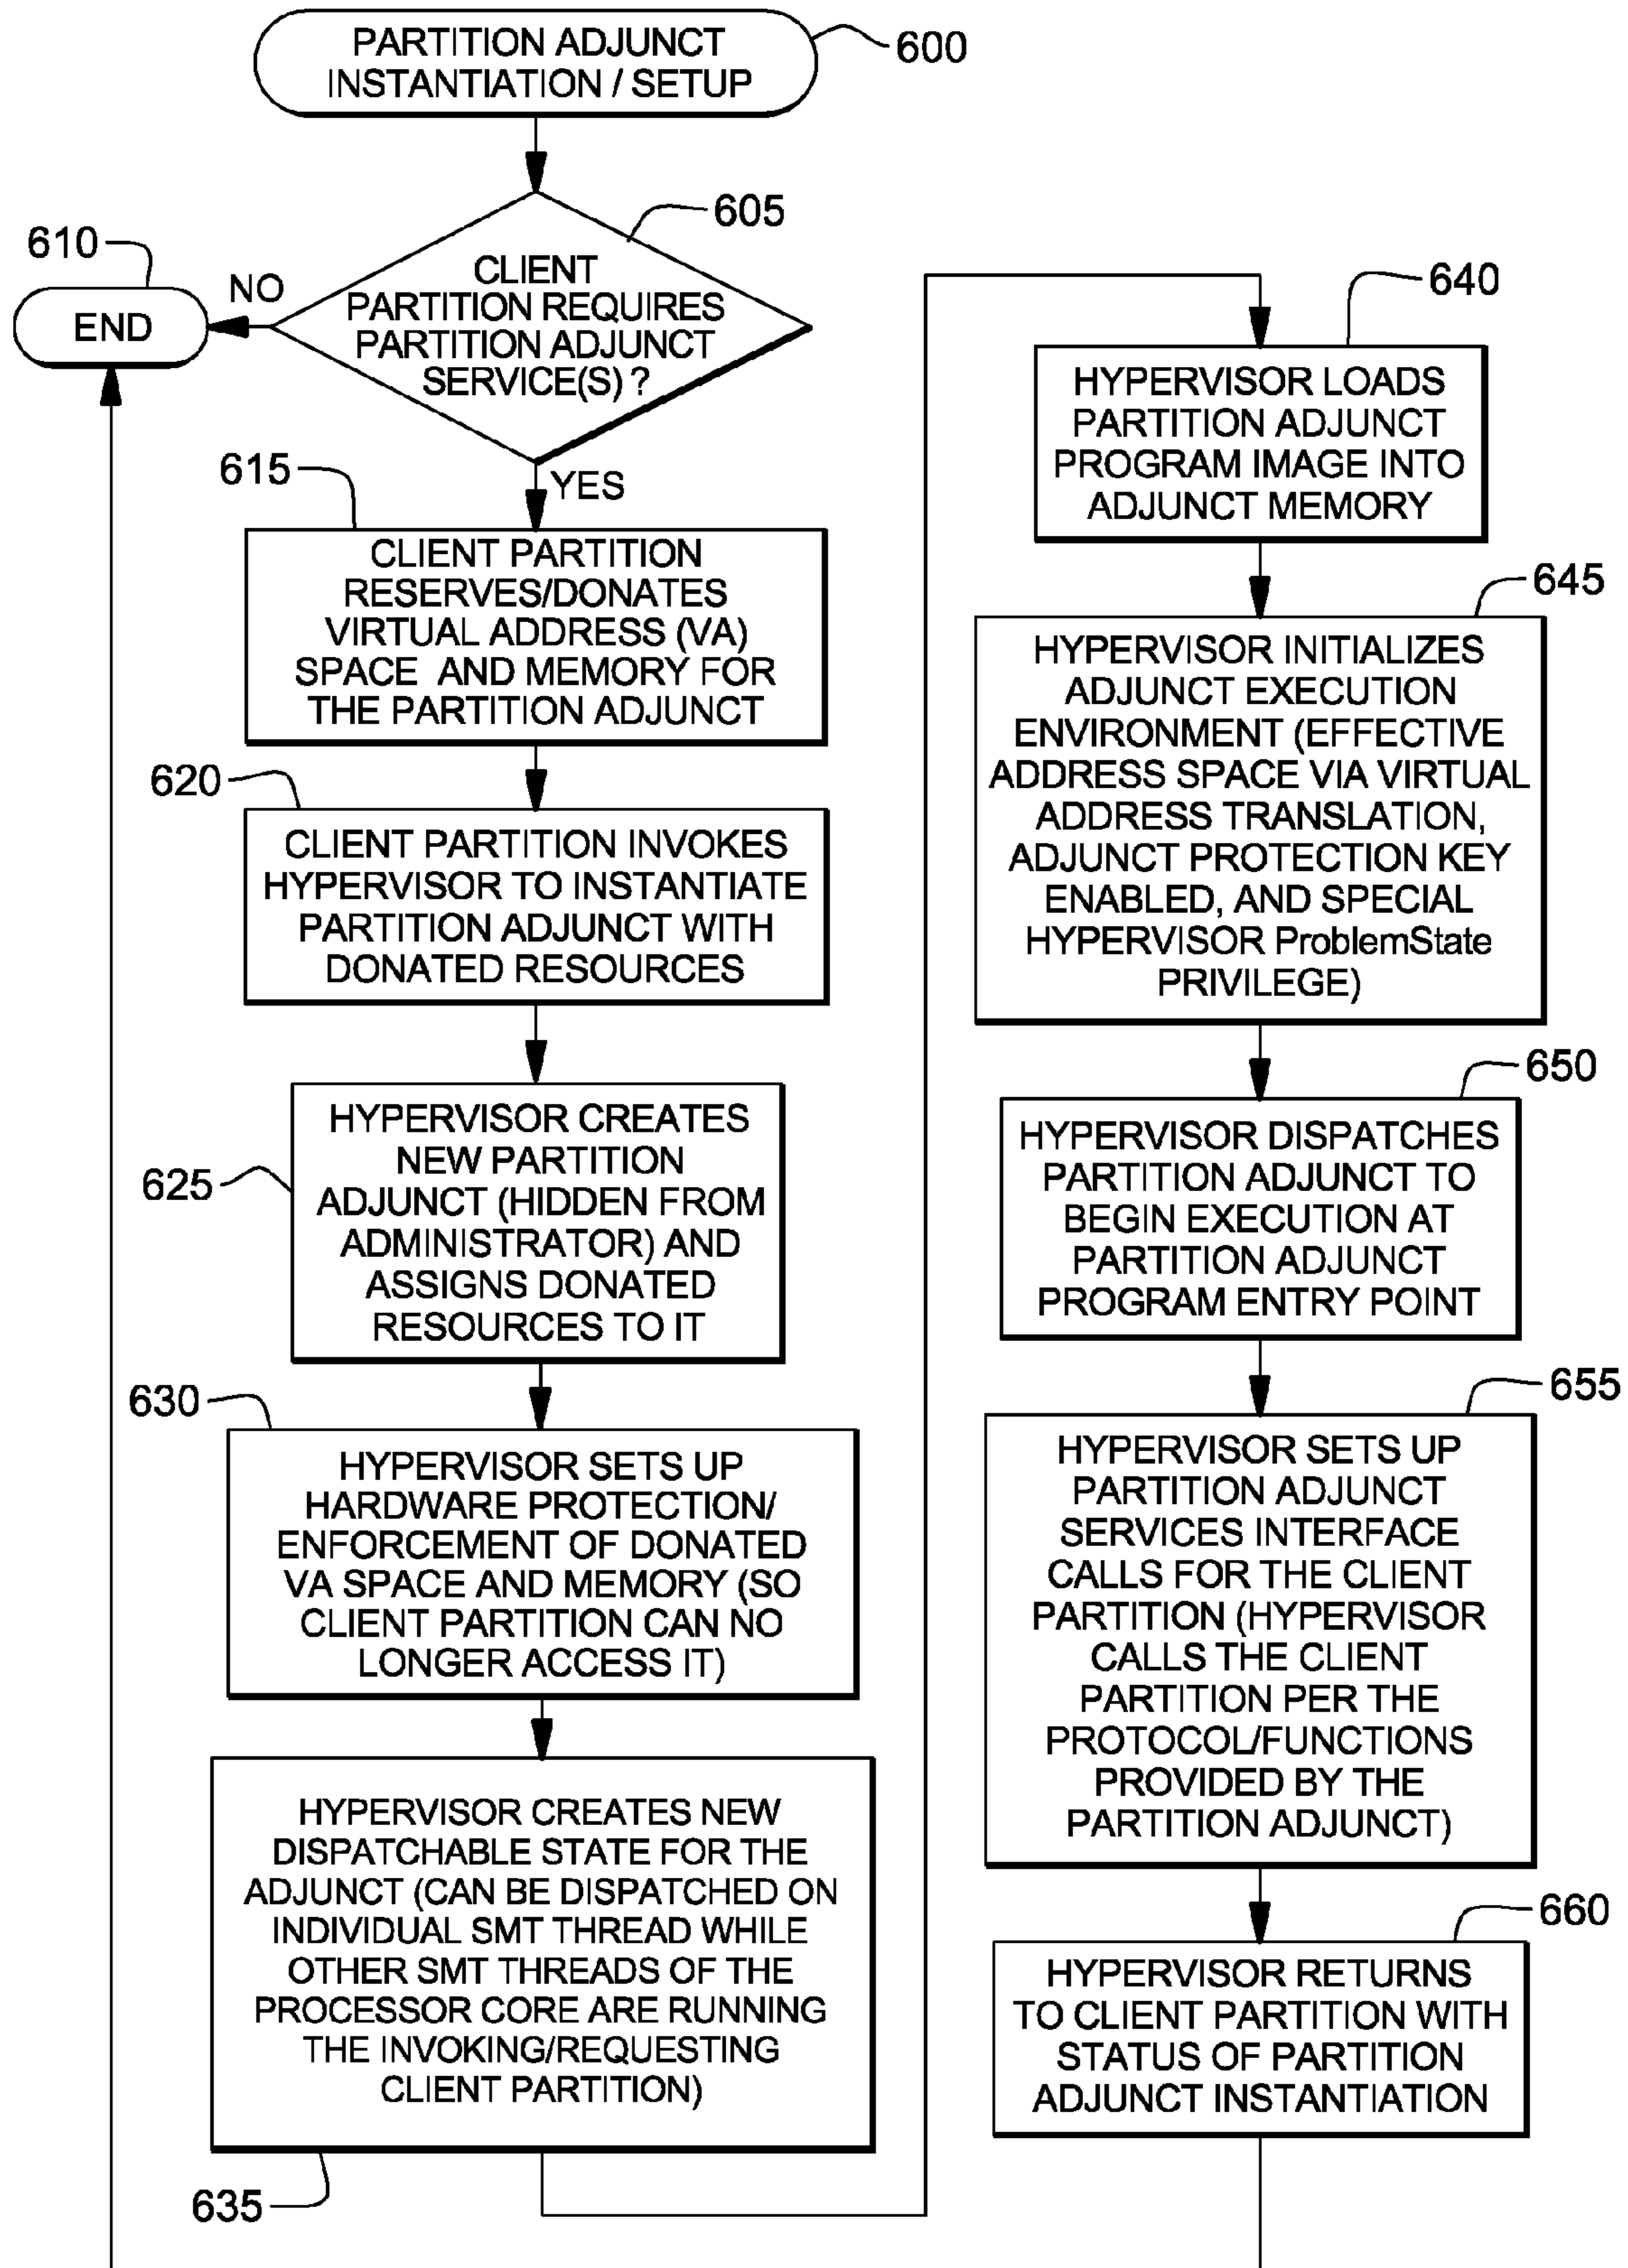 PARTITION ADJUNCT
INSTANTIATION / SETUP
600
605
CLIENT
PARTITION REQUIRES
PARTITION ADJUNCT
SERVICE(S) ?
610
NO
END
YES
615
CLIENT PARTITION
RESERVES/DONATES
VIRTUAL ADDRESS (VA)
SPACE AND MEMORY FOR
THE PARTITION ADJUNCT
620
CLIENT PARTITION INVOKES
HYPERVISOR TO INSTANTIATE
PARTITION ADJUNCT WITH
DONATED RESOURCES
625
HYPERVISOR CREATES
NEW PARTITION
ADJUNCT (HIDDEN FROM
ADMINISTRATOR) AND
ASSIGNS DONATED
RESOURCES TO IT
630
HYPERVISOR SETS UP
HARDWARE PROTECTION/
ENFORCEMENT OF DONATED
VA SPACE AND MEMORY (SO
CLIENT PARTITION CAN NO
LONGER ACCESS IT)
HYPERVISOR CREATES NEW
DISPATCHABLE STATE FOR THE
ADJUNCT (CAN BE DISPATCHED ON
INDIVIDUAL SMT THREAD WHILE
OTHER SMT THREADS OF THE
PROCESSOR CORE ARE RUNNING
THE INVOKING/REQUESTING
CLIENT PARTITION)
635
640
HYPERVISOR LOADS
PARTITION ADJUNCT
PROGRAM IMAGE INTO
ADJUNCT MEMORY
645
HYPERVISOR INITIALIZES
ADJUNCT EXECUTION
ENVIRONMENT (EFFECTIVE
ADDRESS SPACE VIA VIRTUAL
ADDRESS TRANSLATION,
ADJUNCT PROTECTION KEY
ENABLED, AND SPECIAL
HYPERVISOR ProblemState
PRIVILEGE)
650
HYPERVISOR DISPATCHES
PARTITION ADJUNCT TO
BEGIN EXECUTION AT
PARTITION ADJUNCT
PROGRAM ENTRY POINT
655
HYPERVISOR SETS UP
PARTITION ADJUNCT
SERVICES INTERFACE
CALLS FOR THE CLIENT
PARTITION (HYPERVISOR
CALLS THE CLIENT
PARTITION PER THE
PROTOCOL/FUNCTIONS
PROVIDED BY THE
PARTITION ADJUNCT)
660
HYPERVISOR RETURNS
TO CLIENT PARTITION WITH
STATUS OF PARTITION
ADJUNCT INSTANTIATION